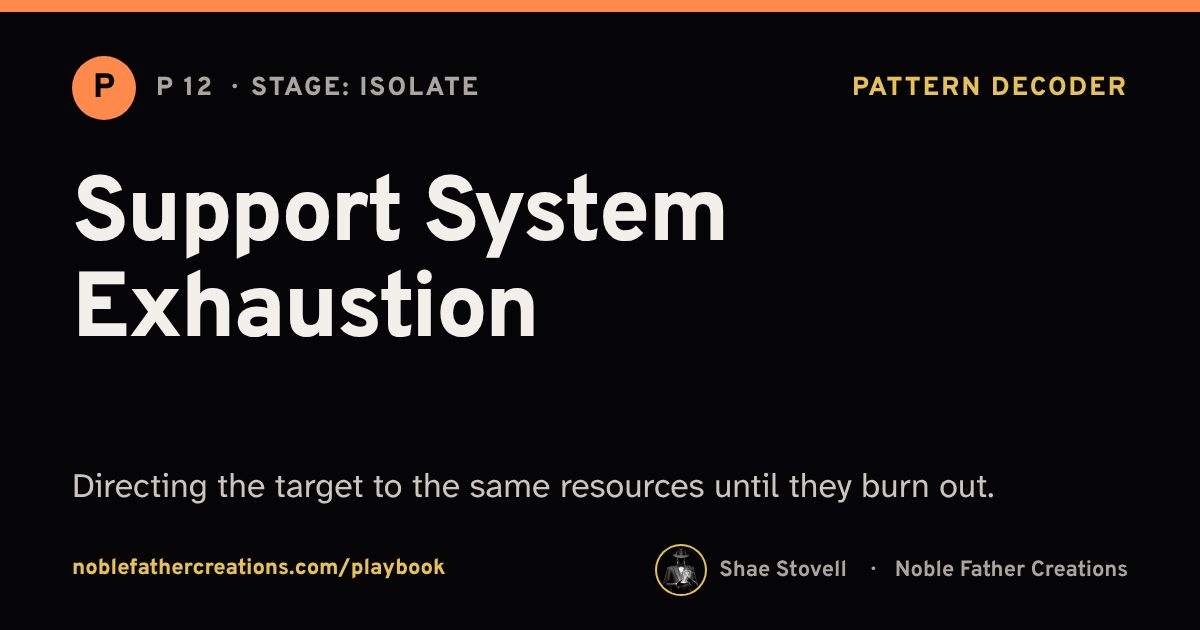 P P 12 · STAGE: ISOLATE
PATTERN DECODER
Support System
Exhaustion
Directing the target to the same resources until they burn out.
noblefathercreations.com/playbook
Shae Stovell · Noble Father Creations